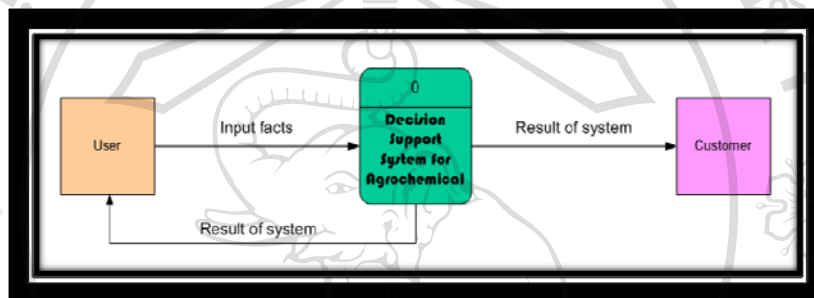 0
Decision
Support
System for
Agrochemical
User
Input facts
Result of system
Customer
Result of system